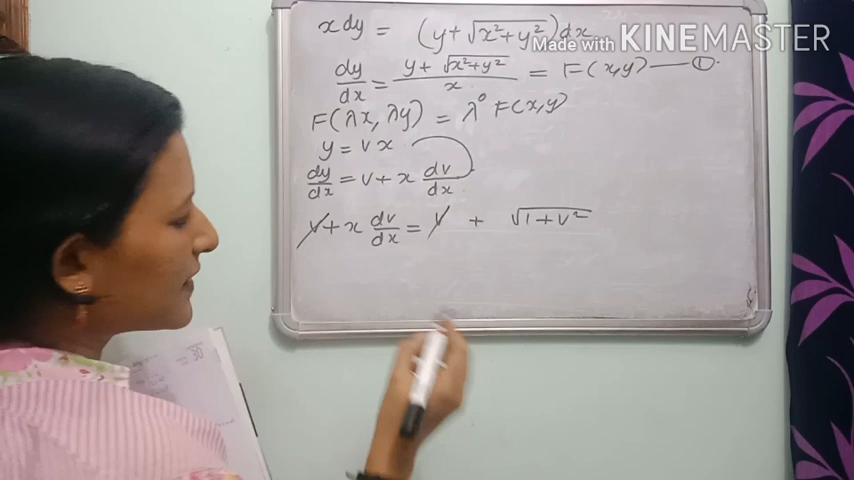 x dy = (y + √x²+y²) dx
Made with KINEMASTER
dy/dx = y + √x²+y² / x = F(x,y) — ①
F(λx, λy) = λ⁰ F(x,y)
y = vx
dy/dx = v + x dv/dx
v + x dv/dx = v + √1+v²